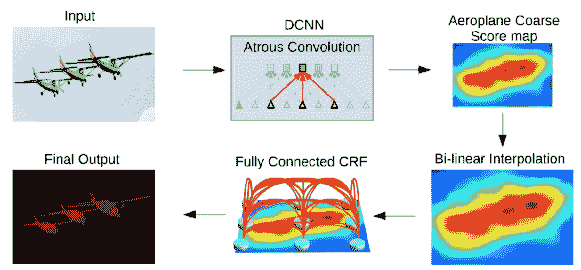 Input
DCNN
Atrous Convolution
Aeroplane Coarse
Score map
Final Output
Fully Connected CRF
Bi-linear Interpolation